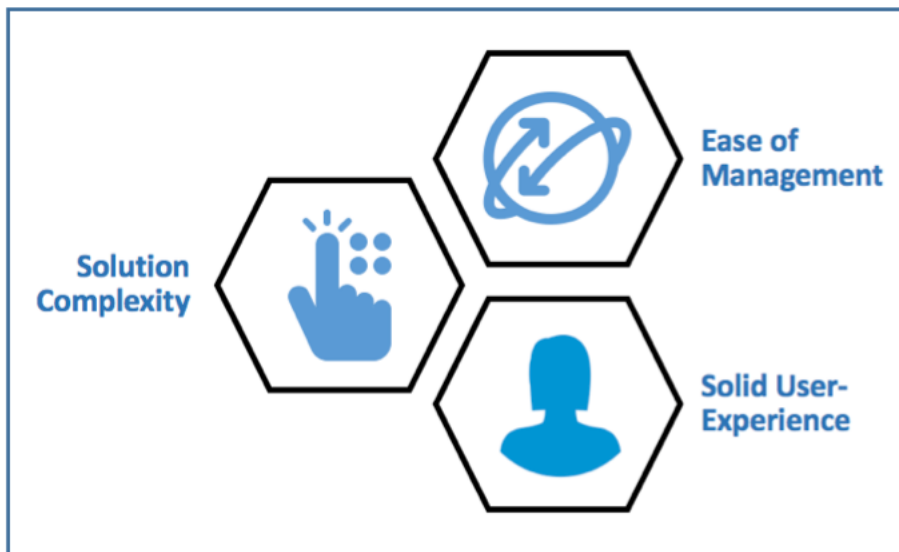 Ease of
Management
Solution
Complexity
Solid User-
Experience